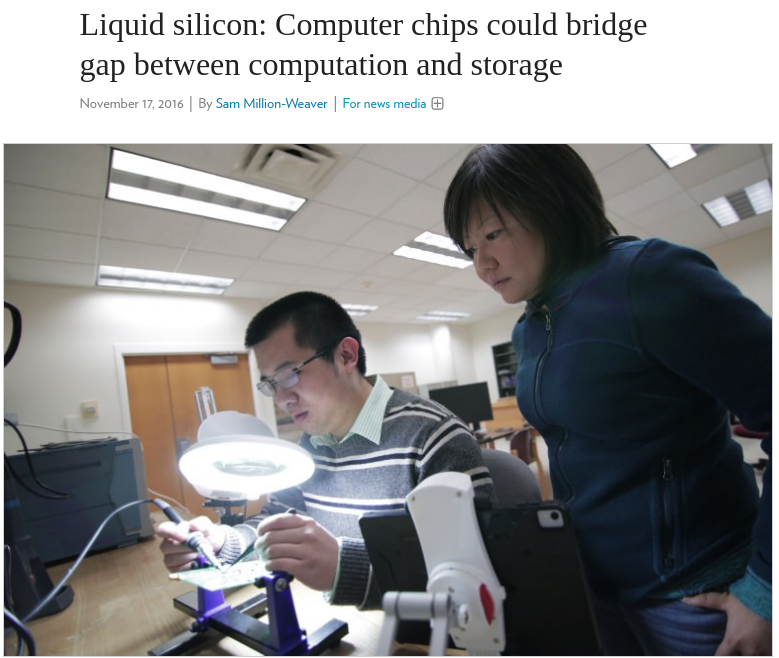 Liquid silicon: Computer chips could bridge
gap between computation and storage
November 17, 2016 | By Sam Million-Weaver | For news media